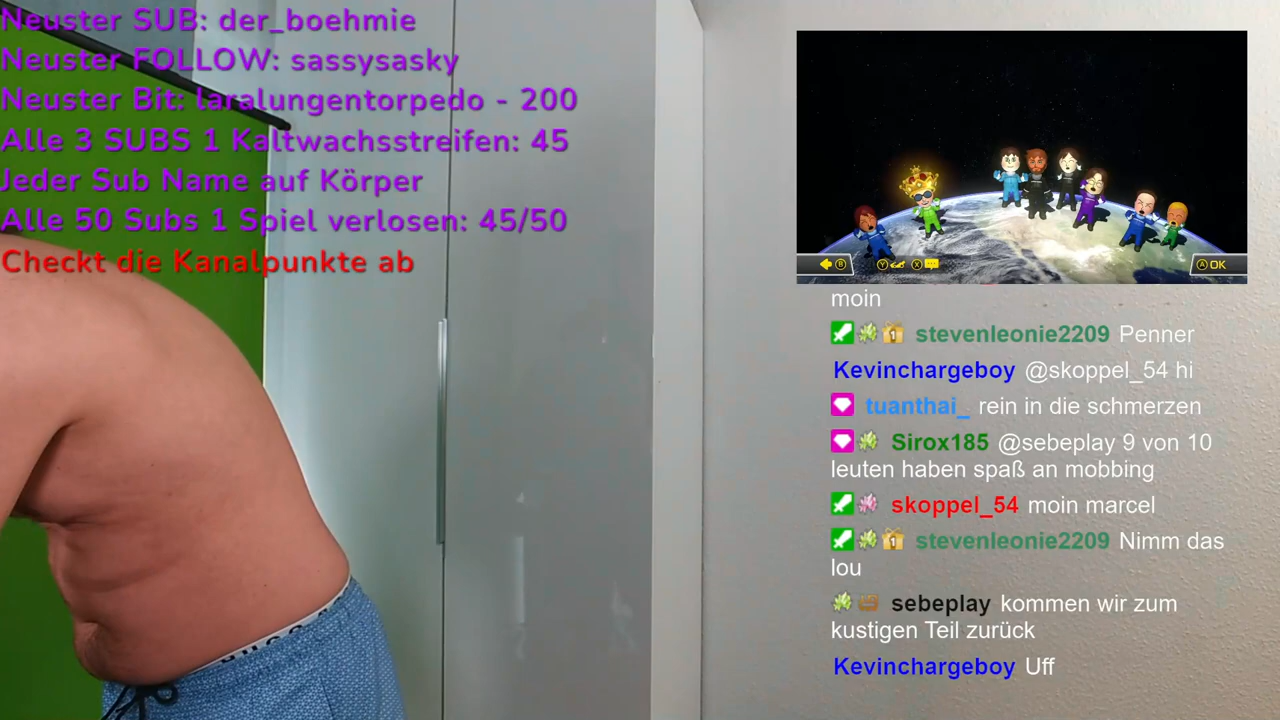 Neuster SUB: der_boehmie
Neuster FOLLOW: sassysasky
Neuster Bit: laralungentorpedo - 200
Alle 3 SUBS 1 Kaltwachsstreifen: 45
Jeder Sub Name auf Körper
Alle 50 Subs 1 Spiel verlosen: 45/50
Checkt die Kanalpunkte ab
B
Y
X
A OK
moin
stevenleonie2209 Penner
Kevinchargeboy @skoppel_54 hi
tuanthai_ rein in die schmerzen
Sirox185 @sebeplay 9 von 10
leuten haben spaß an mobbing
skoppel_54 moin marcel
stevenleonie2209 Nimm das
lou
sebeplay kommen wir zum
kustigen Teil zurück
Kevinchargeboy Uff